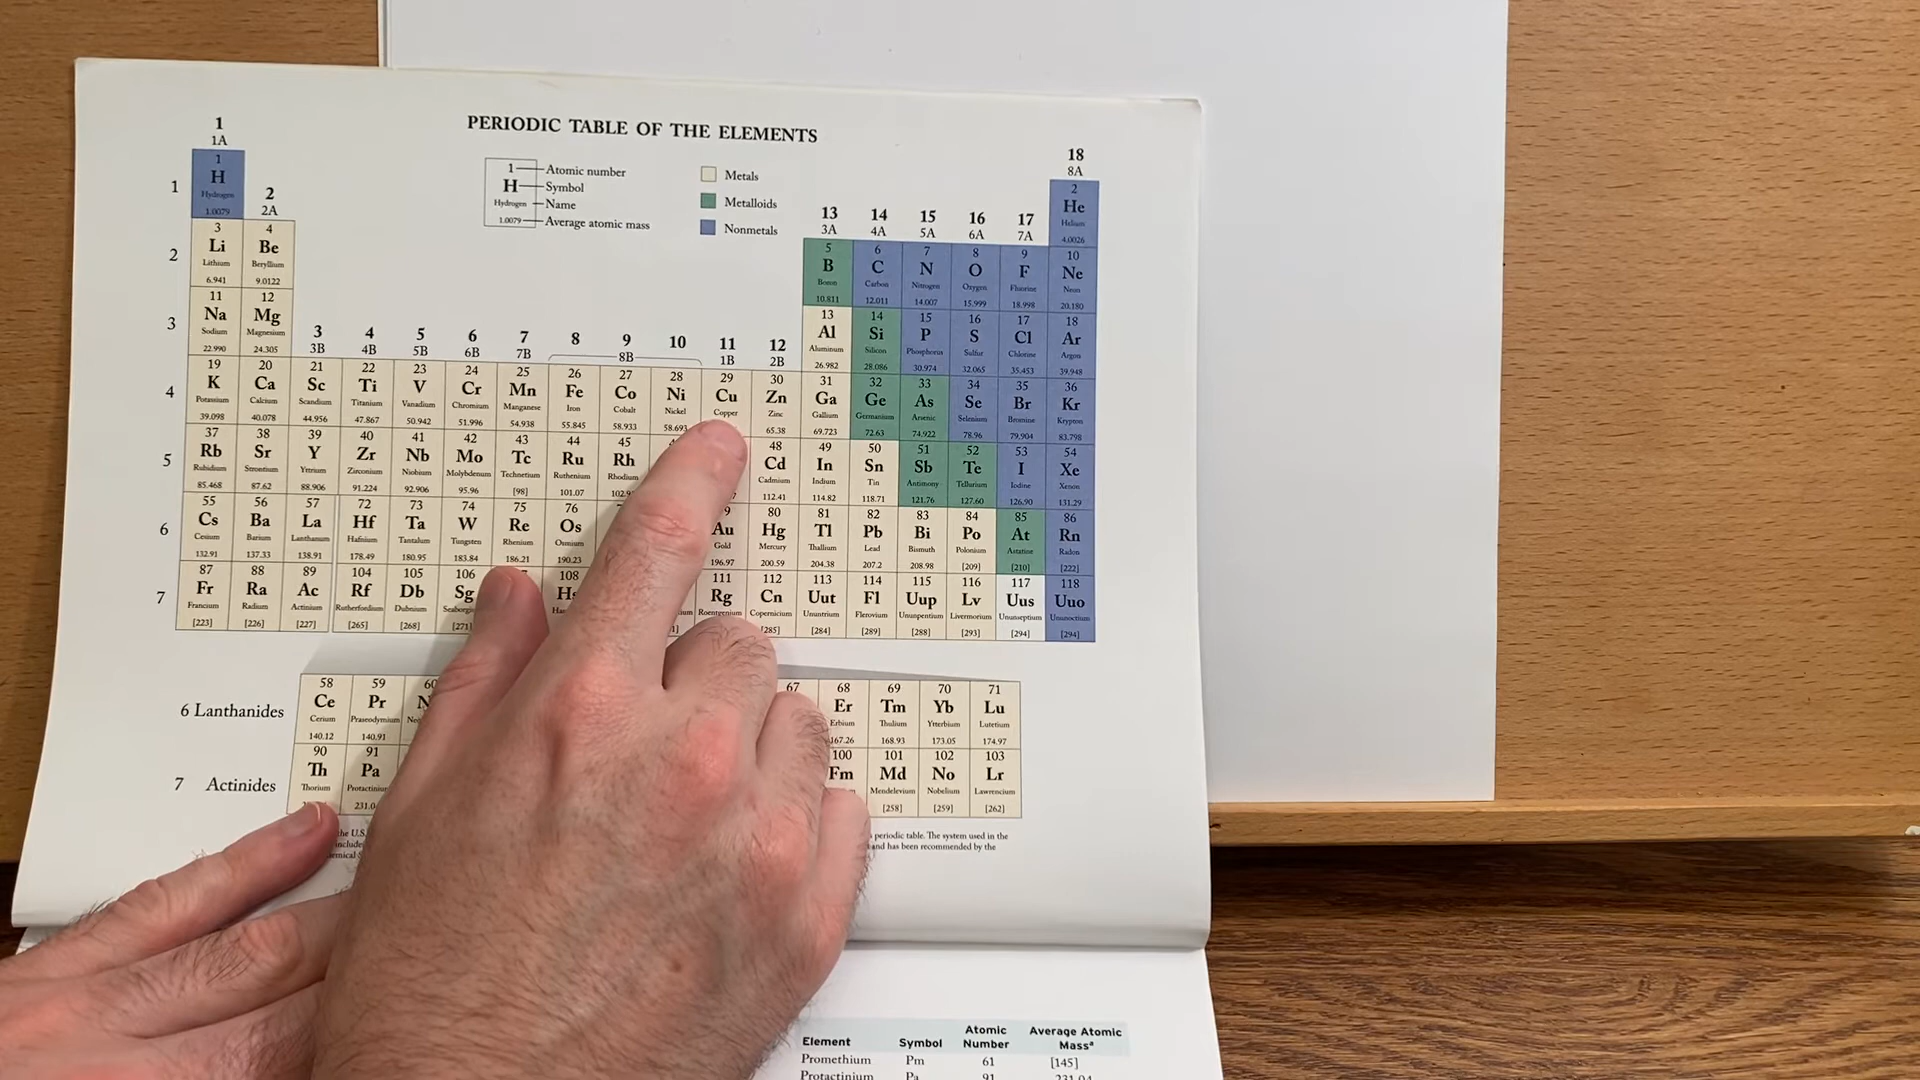 PERIODIC TABLE OF THE ELEMENTS
1 18
1A 8A
1 Atomic number
H Symbol
Hydrogen Name
1.0079 Average atomic mass
Metals
Metalloids
Nonmetals
1 1 2
H He
Hydrogen Helium
1.0079 4.0026
2 13 14 15 16 17
2A 3A 4A 5A 6A 7A
2 3 4 5 6 7 8 9 10
Li Be B C N O F Ne
Lithium Beryllium Boron Carbon Nitrogen Oxygen Fluorine Neon
6.941 9.0122 10.811 12.011 14.007 15.999 18.998 20.180
3 11 12 13 14 15 16 17 18
Na Mg Al Si P S Cl Ar
Sodium Magnesium Aluminum Silicon Phosphorus Sulfur Chlorine Argon
22.990 24.305 26.982 28.086 30.974 32.065 35.453 39.948
3 4 5 6 7 8 9 10 11 12
3B 4B 5B 6B 7B 8B 1B 2B
4 19 20 21 22 23 24 25 26 27 28 29 30 31 32 33 34 35 36
K Ca Sc Ti V Cr Mn Fe Co Ni Cu Zn Ga Ge As Se Br Kr
Potassium Calcium Scandium Titanium Vanadium Chromium Manganese Iron Cobalt Nickel Copper Zinc Gallium Germanium Arsenic Selenium Bromine Krypton
39.098 40.078 44.956 47.867 50.942 51.996 54.938 55.845 58.933 58.693 65.38 69.723 72.63 74.922 78.96 79.904 83.798
5 37 38 39 40 41 42 43 44 45 48 49 50 51 52 53 54
Rb Sr Y Zr Nb Mo Tc Ru Rh Cd In Sn Sb Te I Xe
Rubidium Strontium Yttrium Zirconium Niobium Molybdenum Technetium Ruthenium Rhodium Cadmium Indium Tin Antimony Tellurium Iodine Xenon
85.468 87.62 88.906 91.224 92.906 95.96 [98] 101.07 112.41 114.82 118.71 121.76 127.60 126.90 131.29
6 55 56 57 72 73 74 75 76 80 81 82 83 84 85 86
Cs Ba La Hf Ta W Re Os Au Hg Tl Pb Bi Po At Rn
Cesium Barium Lanthanum Hafnium Tantalum Tungsten Rhenium Osmium Gold Mercury Thallium Lead Bismuth Polonium Astatine Radon
132.91 137.33 138.91 178.49 180.95 183.84 186.21 190.23 196.97 200.59 204.38 207.2 208.98 [209] [210] [222]
7 87 88 89 104 105 106 108 111 112 113 114 115 116 117 118
Fr Ra Ac Rf Db Sg Rg Cn Uut Fl Uup Lv Uus Uuo
Francium Radium Actinium Rutherfordium Dubnium Roentgenium Copernicium Ununtrium Flerovium Ununpentium Livermorium Ununseptium Ununoctium
[223] [226] [227] [265] [268] [271] [285] [284] [289] [288] [293] [294] [294]
58 59 60 67 68 69 70 71
6 Lanthanides Ce Pr Er Tm Yb Lu
Cerium Praseodymium Erbium Thulium Ytterbium Lutetium
140.12 140.91 167.26 168.93 173.05 174.97
90 91 100 101 102 103
7 Actinides Th Pa Fm Md No Lr
Thorium Protactinium Mendelevium Nobelium Lawrencium
[258] [259] [262]
the U.S. periodic table. The system used in the
and has been recommended by the
Element Symbol Atomic Number Average Atomic Massª
Promethium Pm 61 [145]
Protactinium Pa 91 231.04